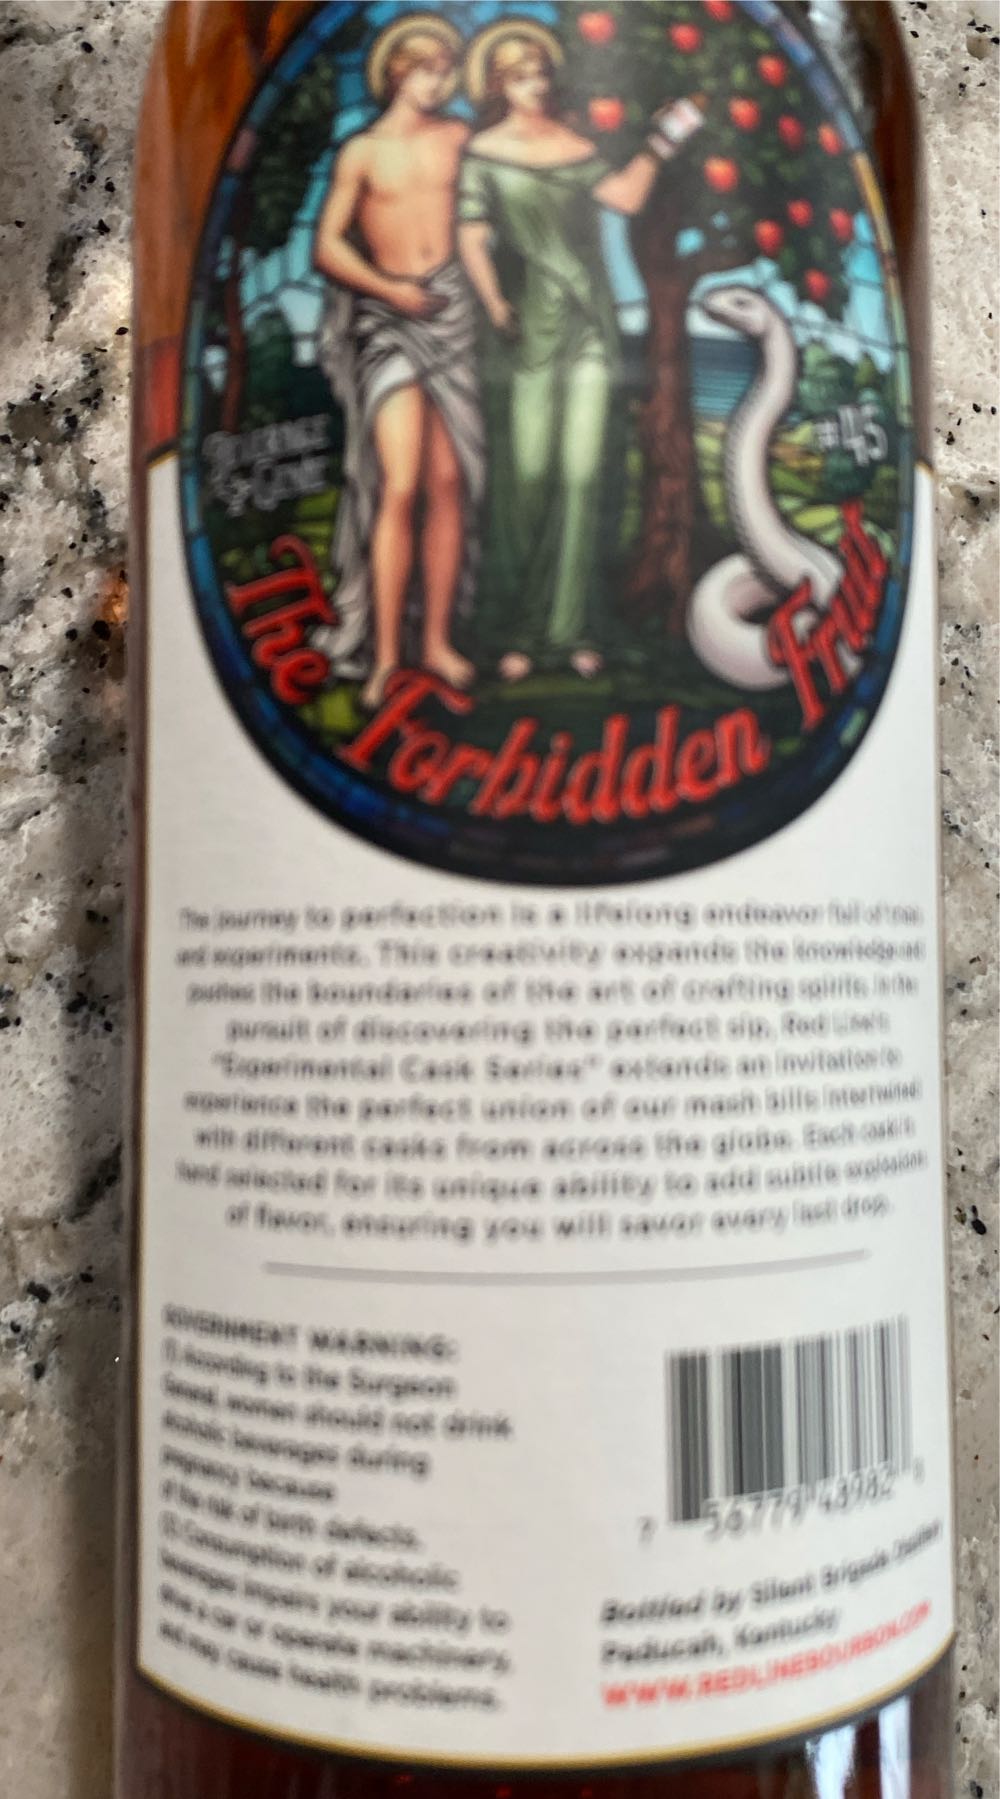 #45
The Forbidden Fruit
The journey to perfection is a lifelong endeavor full of trials
and experiments. This creativity expands the knowledge and
pushes the boundaries of the art of crafting spirits. In the
pursuit of discovering the perfect sip, Red Line's
"Experimental Cask Series" extends an invitation to
experience the perfect union of our mash bills intertwined
with different casks from across the globe. Each cask is
hand selected for its unique ability to add subtle explosions
of flavor, ensuring you will savor every last drop.
GOVERNMENT WARNING:
(1) According to the Surgeon
General, women should not drink
alcoholic beverages during
pregnancy because
of the risk of birth defects.
(2) Consumption of alcoholic
beverages impairs your ability to
drive a car or operate machinery,
and may cause health problems.
56779 48982
Bottled by Silent Brigade Distillery
Paducah, Kentucky
WWW.REDLINEBOURBON.COM